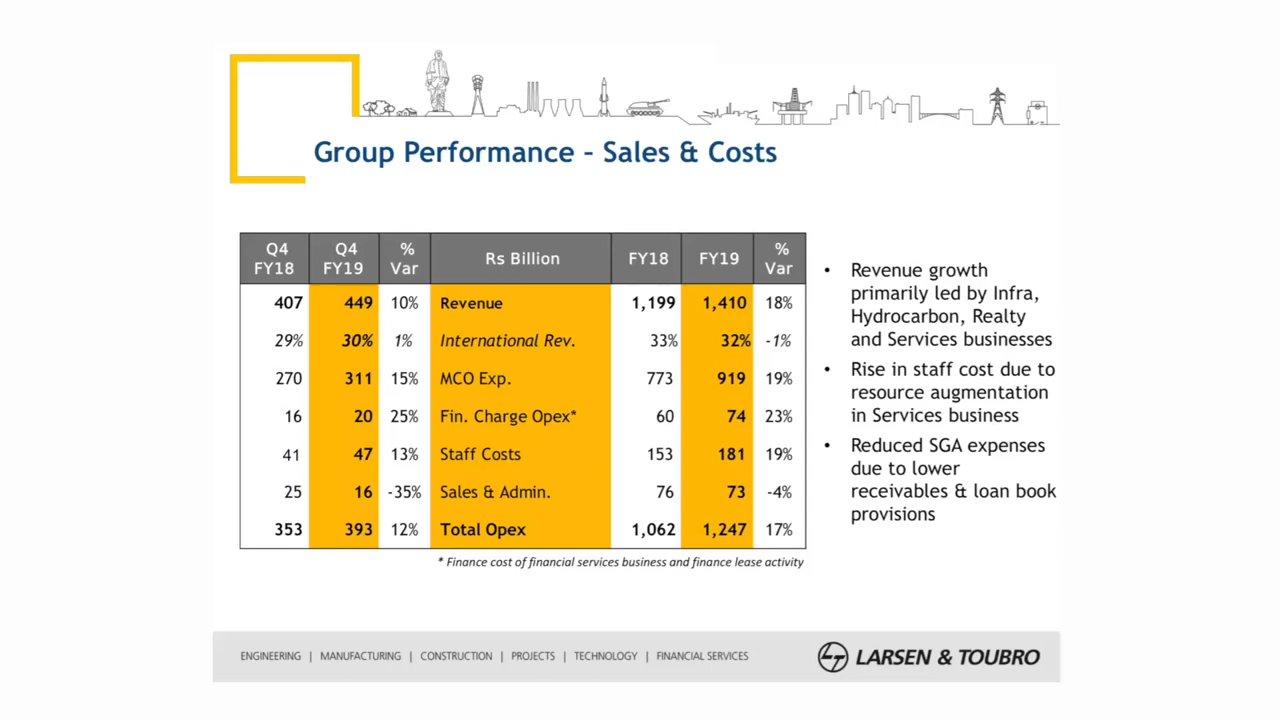 Group Performance – Sales & Costs
Q4 FY18 Q4 FY19 % Var Rs Billion FY18 FY19 % Var
407 449 10% Revenue 1,199 1,410 18%
29% 30% 1% International Rev. 33% 32% -1%
270 311 15% MCO Exp. 773 919 19%
16 20 25% Fin. Charge Opex* 60 74 23%
41 47 13% Staff Costs 153 181 19%
25 16 -35% Sales & Admin. 76 73 -4%
353 393 12% Total Opex 1,062 1,247 17%
* Finance cost of financial services business and finance lease activity
• Revenue growth
primarily led by Infra,
Hydrocarbon, Realty
and Services businesses
• Rise in staff cost due to
resource augmentation
in Services business
• Reduced SGA expenses
due to lower
receivables & loan book
provisions
ENGINEERING | MANUFACTURING | CONSTRUCTION | PROJECTS | TECHNOLOGY | FINANCIAL SERVICES
LARSEN & TOUBRO